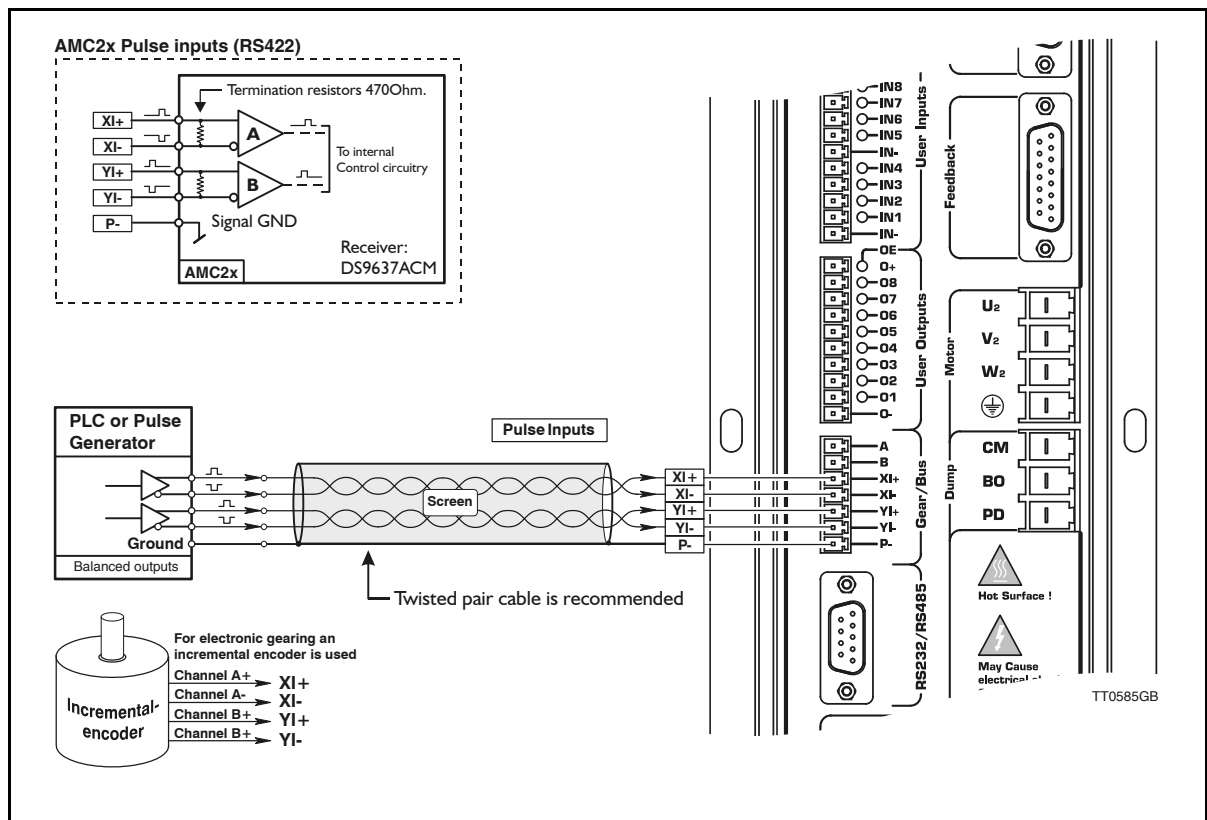 AMC2x Pulse inputs (RS422)
Termination resistors 470Ohm.
XI+
XI-
YI+
YI-
P-
A
B
To internal
Control circuitry
Signal GND
Receiver:
DS9637ACM
AMC2x
PLC or Pulse
Generator
Ground
Balanced outputs
Pulse Inputs
Screen
XI+
XI-
YI+
YI-
P-
Twisted pair cable is recommended
For electronic gearing an
incremental encoder is used
Incremental-
encoder
Channel A+ XI+
Channel A- XI-
Channel B+ YI+
Channel B+ YI-
IN8
IN7
IN6
IN5
IN-
IN4
IN3
IN2
IN1
IN-
User Inputs
OE
O+
O8
O7
O6
O5
O4
O3
O2
O1
O-
User Outputs
A
B
XI+
XI-
YI+
YI-
P-
Gear/Bus
RS232/RS485
Feedback
U2
V2
W2
Motor
CM
BO
PD
Dump
Hot Surface !
May Cause
electrical
TT0585GB